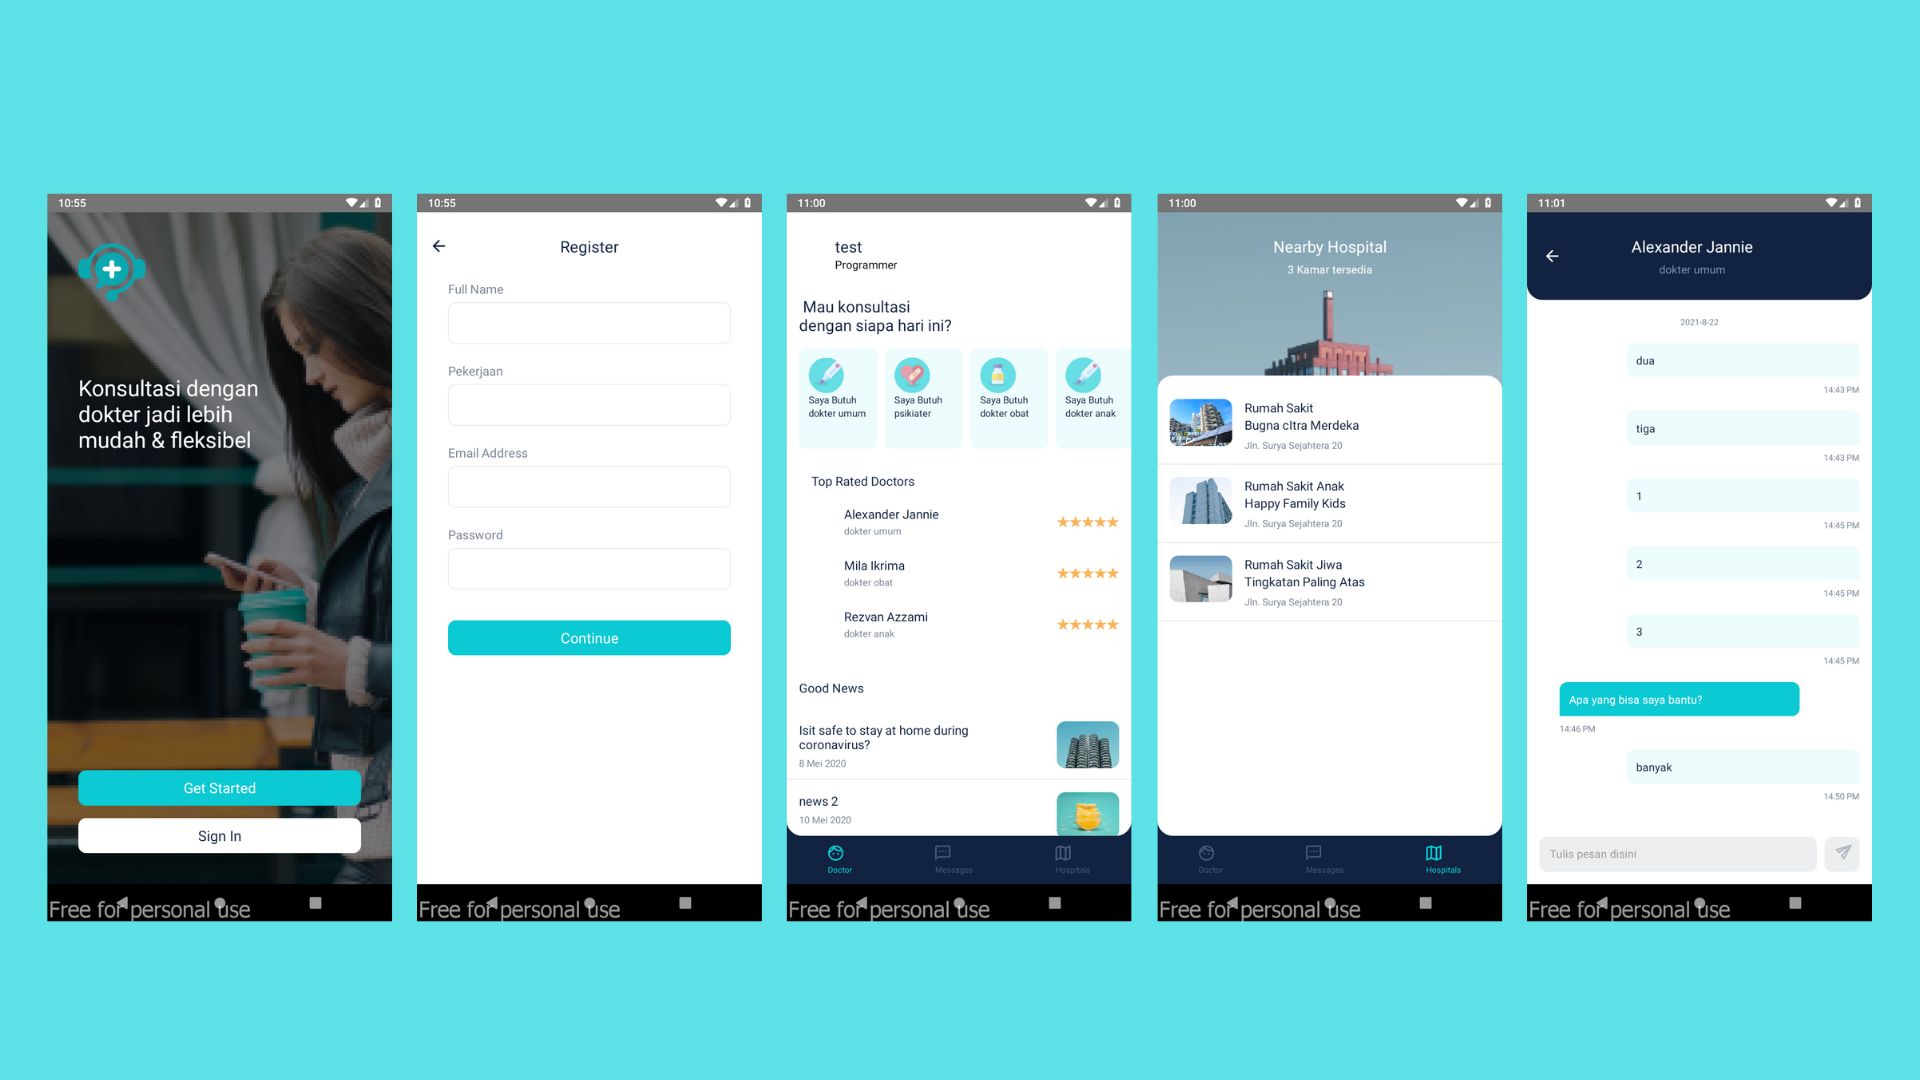 10:55
Konsultasi dengan
dokter jadi lebih
mudah & fleksibel
Get Started
Sign In
Free for personal use
10:55
Register
Full Name
Pekerjaan
Email Address
Password
Continue
Free for personal use
11:00
test
Programmer
Mau konsultasi
dengan siapa hari ini?
Saya Butuh
dokter umum
Saya Butuh
psikiater
Saya Butuh
dokter obat
Saya Butuh
dokter anak
Top Rated Doctors
Alexander Jannie
dokter umum
Mila Ikrima
dokter obat
Rezvan Azzami
dokter anak
Good News
Isit safe to stay at home during
coronavirus?
8 Mei 2020
news 2
10 Mei 2020
Doctor
Messages
Hospitals
Free for personal use
11:00
Nearby Hospital
3 Kamar tersedia
Rumah Sakit
Bugna cItra Merdeka
Jln. Surya Sejahtera 20
Rumah Sakit Anak
Happy Family Kids
Jln. Surya Sejahtera 20
Rumah Sakit Jiwa
Tingkatan Paling Atas
Jln. Surya Sejahtera 20
Doctor
Messages
Hospitals
Free for personal use
11:01
Alexander Jannie
dokter umum
2021-8-22
dua
14:43 PM
tiga
14:43 PM
1
14:45 PM
2
14:45 PM
3
14:45 PM
Apa yang bisa saya bantu?
14:46 PM
banyak
14:50 PM
Tulis pesan disini
Free for personal use